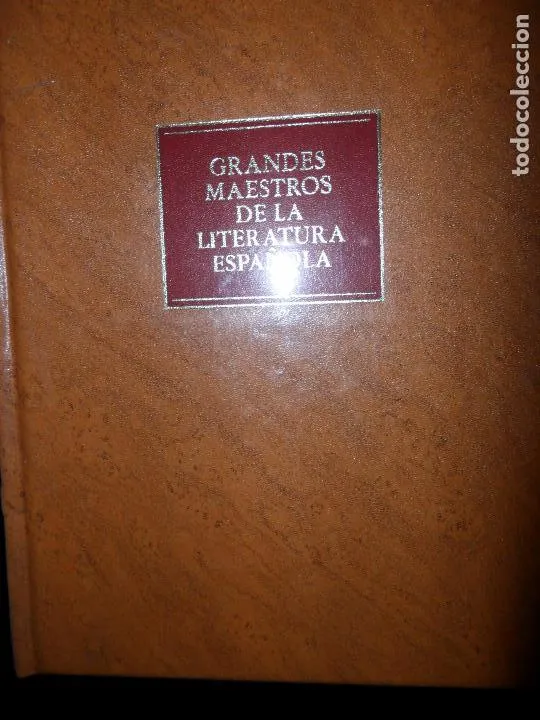 GRANDES
MAESTROS
DE LA
LITERATURA
ESPAÑOLA
todocoleccion